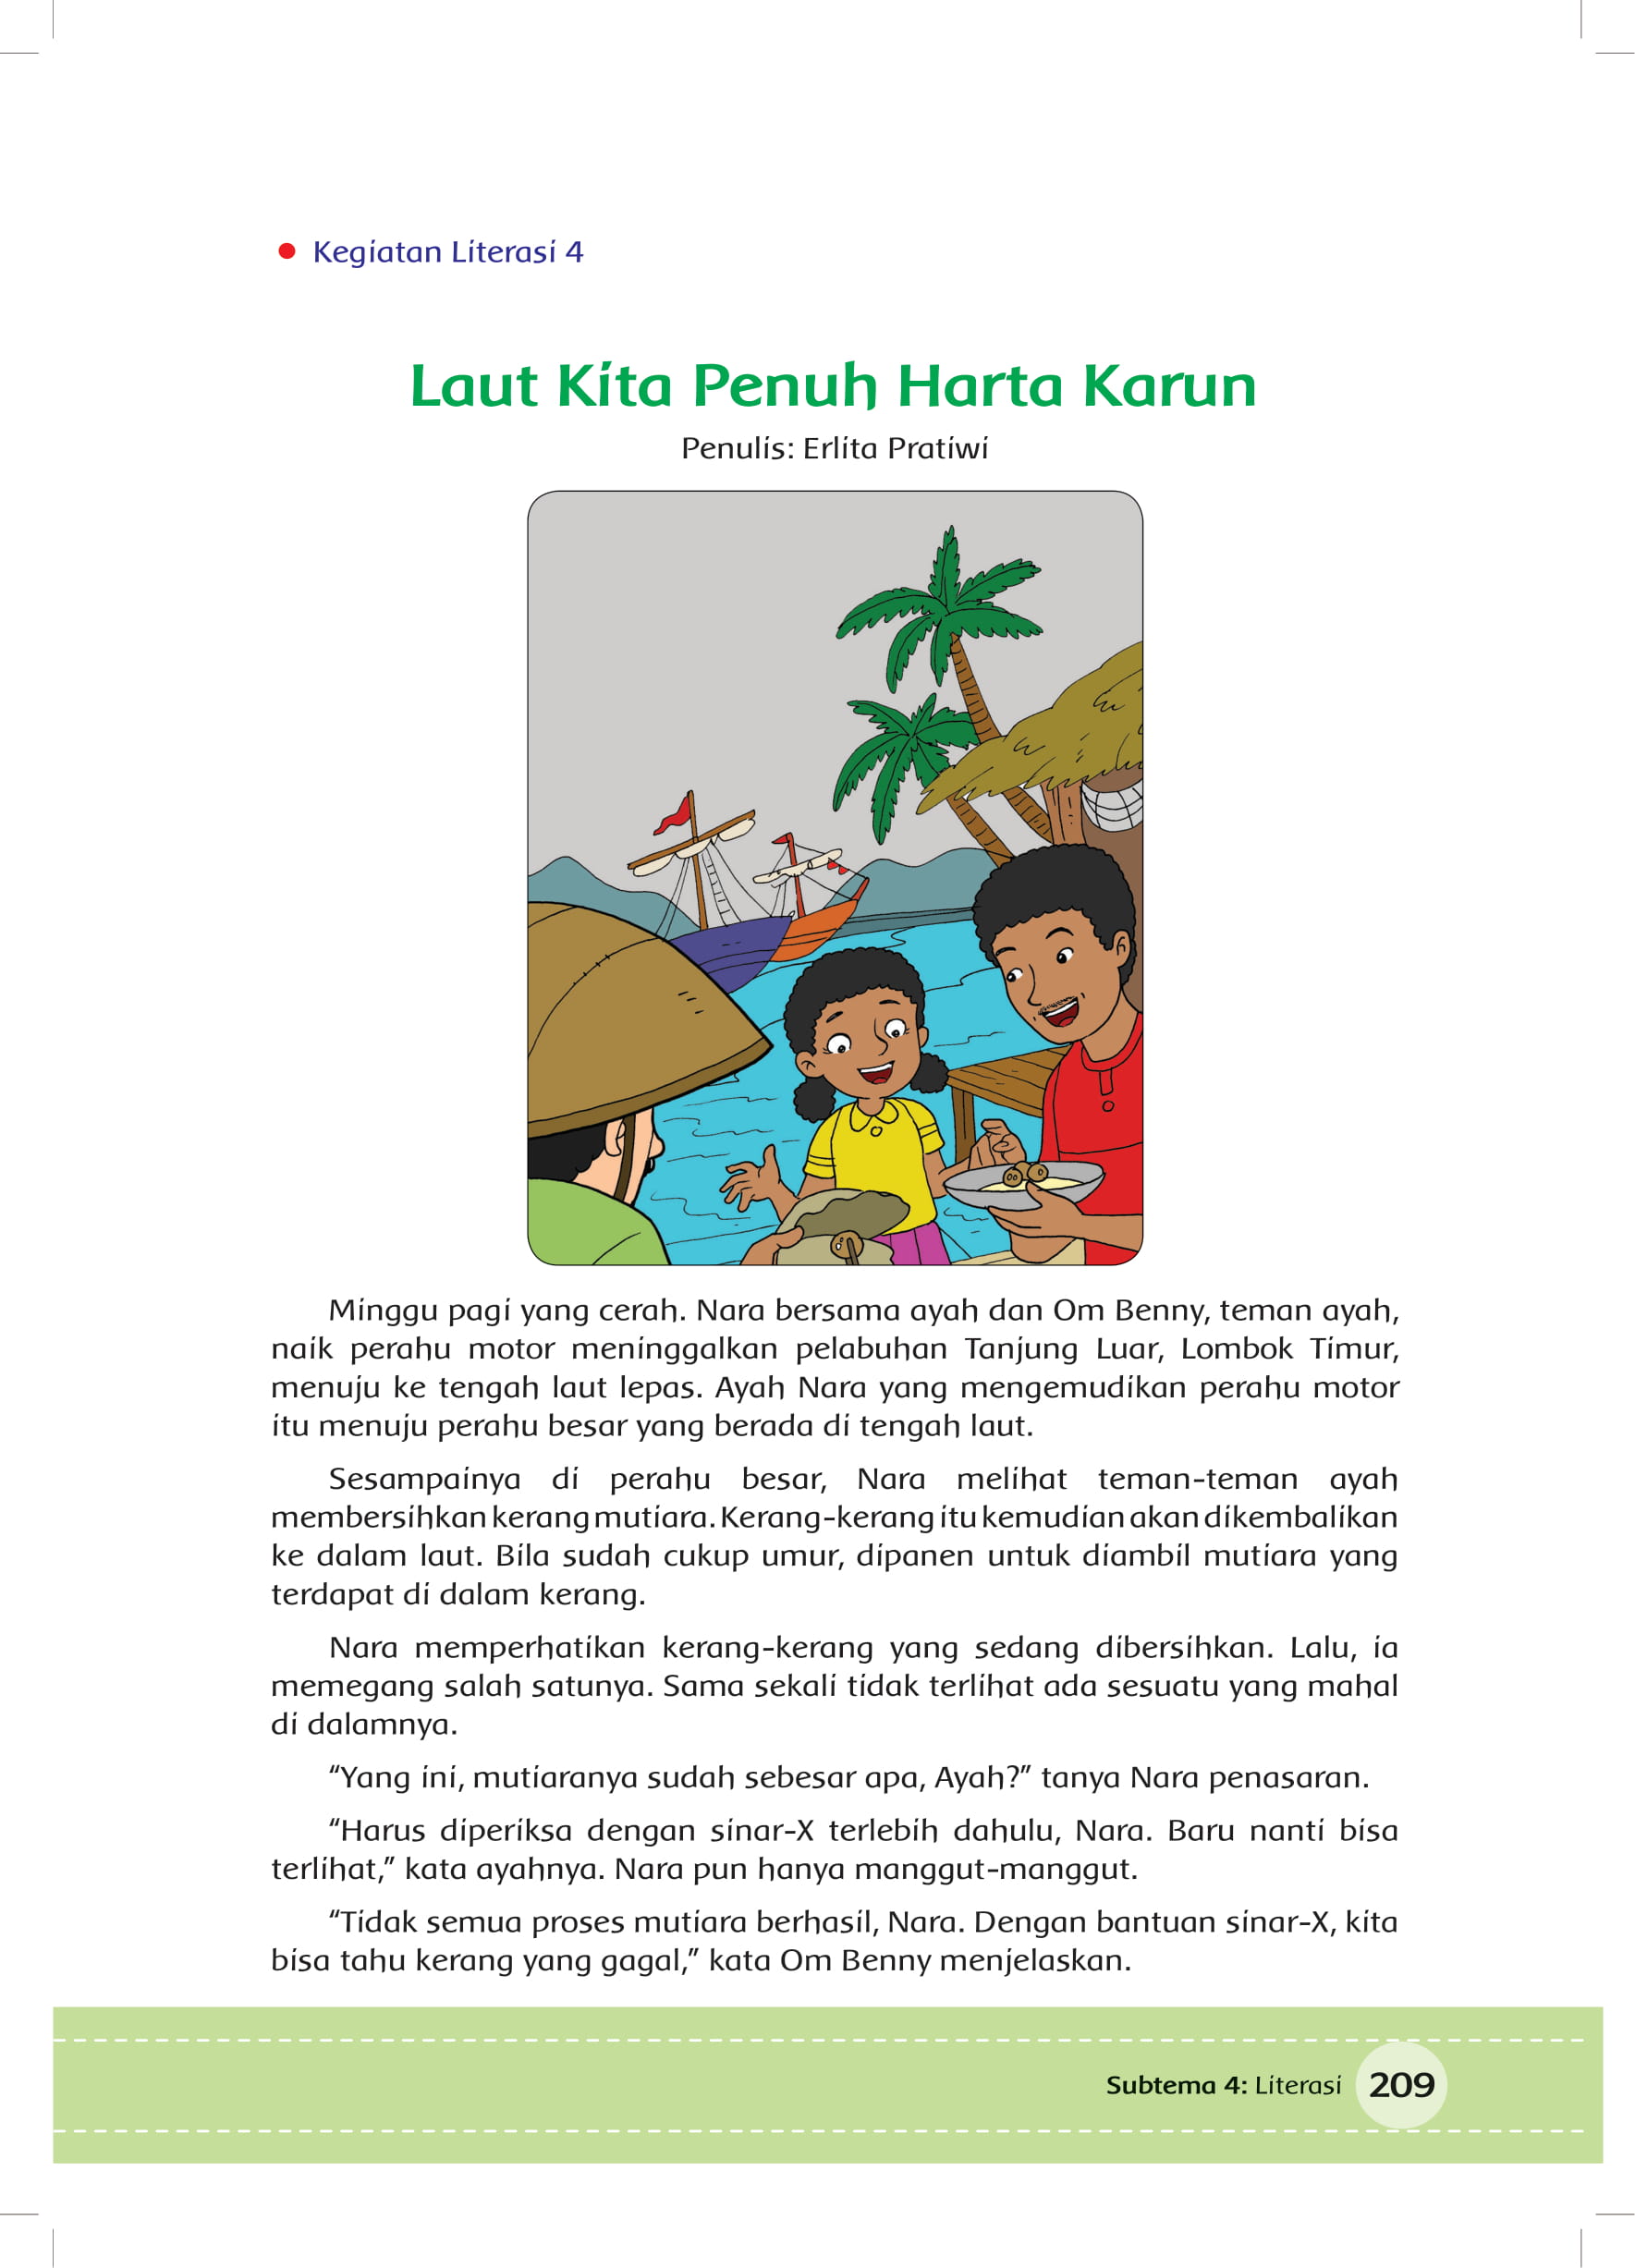 Kegiatan Literasi 4
Laut Kita Penuh Harta Karun
Penulis: Erlita Pratiwi
Minggu pagi yang cerah. Nara bersama ayah dan Om Benny, teman ayah,
naik perahu motor meninggalkan pelabuhan Tanjung Luar, Lombok Timur,
menuju ke tengah laut lepas. Ayah Nara yang mengemudikan perahu motor
itu menuju perahu besar yang berada di tengah laut.
Sesampainya di perahu besar, Nara melihat teman-teman ayah
membersihkan kerang mutiara. Kerang-kerang itu kemudian akan dikembalikan
ke dalam laut. Bila sudah cukup umur, dipanen untuk diambil mutiara yang
terdapat di dalam kerang.
Nara memperhatikan kerang-kerang yang sedang dibersihkan. Lalu, ia
memegang salah satunya. Sama sekali tidak terlihat ada sesuatu yang mahal
di dalamnya.
“Yang ini, mutiaranya sudah sebesar apa, Ayah?” tanya Nara penasaran.
“Harus diperiksa dengan sinar-X terlebih dahulu, Nara. Baru nanti bisa
terlihat,” kata ayahnya. Nara pun hanya manggut-manggut.
“Tidak semua proses mutiara berhasil, Nara. Dengan bantuan sinar-X, kita
bisa tahu kerang yang gagal,” kata Om Benny menjelaskan.
Subtema 4: Literasi 209